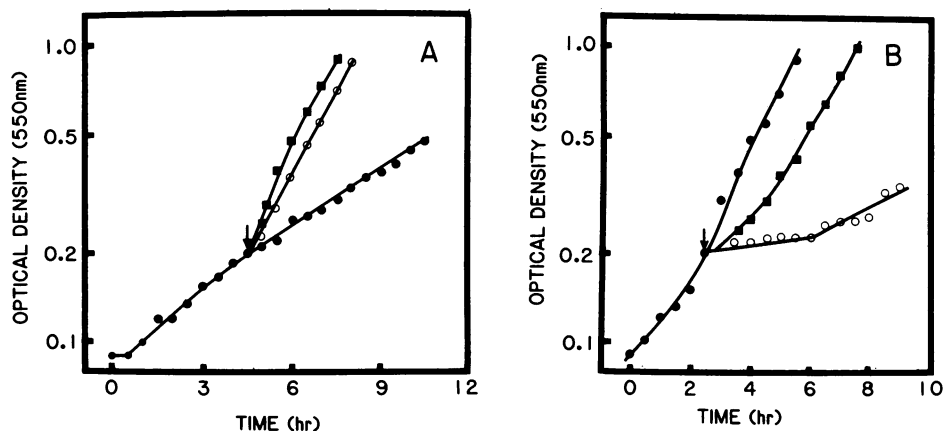 A
OPTICAL DENSITY (550nm)
1.0
0.5
0.2
0.1
0 3 6 9 12
TIME (hr)
B
OPTICAL DENSITY (550nm)
1.0
0.5
0.2
0.1
0 2 4 6 8 10
TIME (hr)